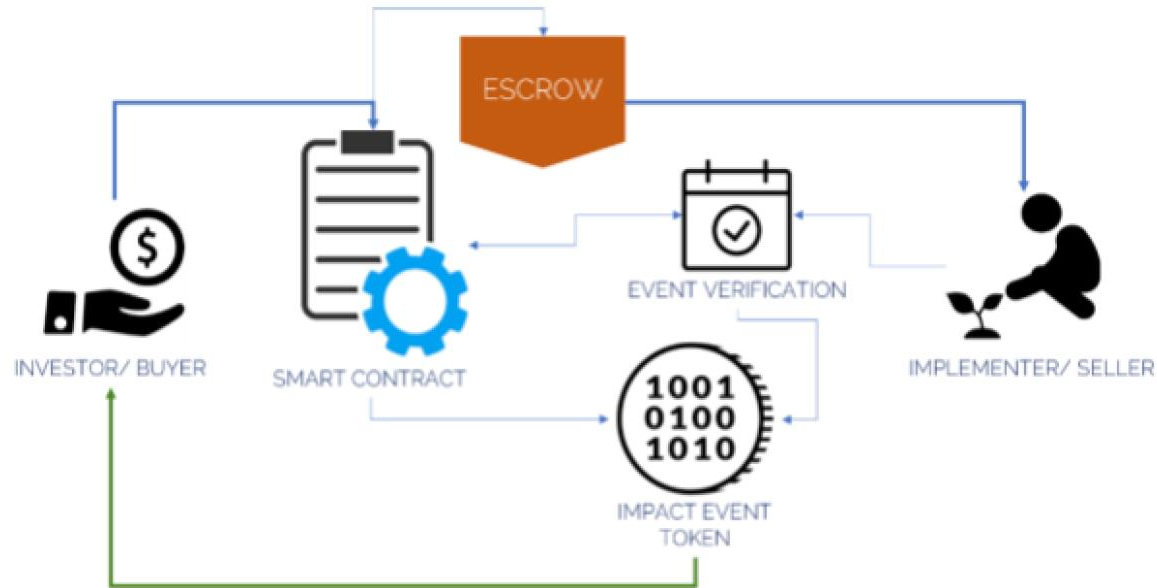 ESCROW
$
EVENT VERIFICATION
INVESTOR/ BUYER
SMART CONTRACT
IMPLEMENTER/ SELLER
1001
0100
1010
IMPACT EVENT
TOKEN